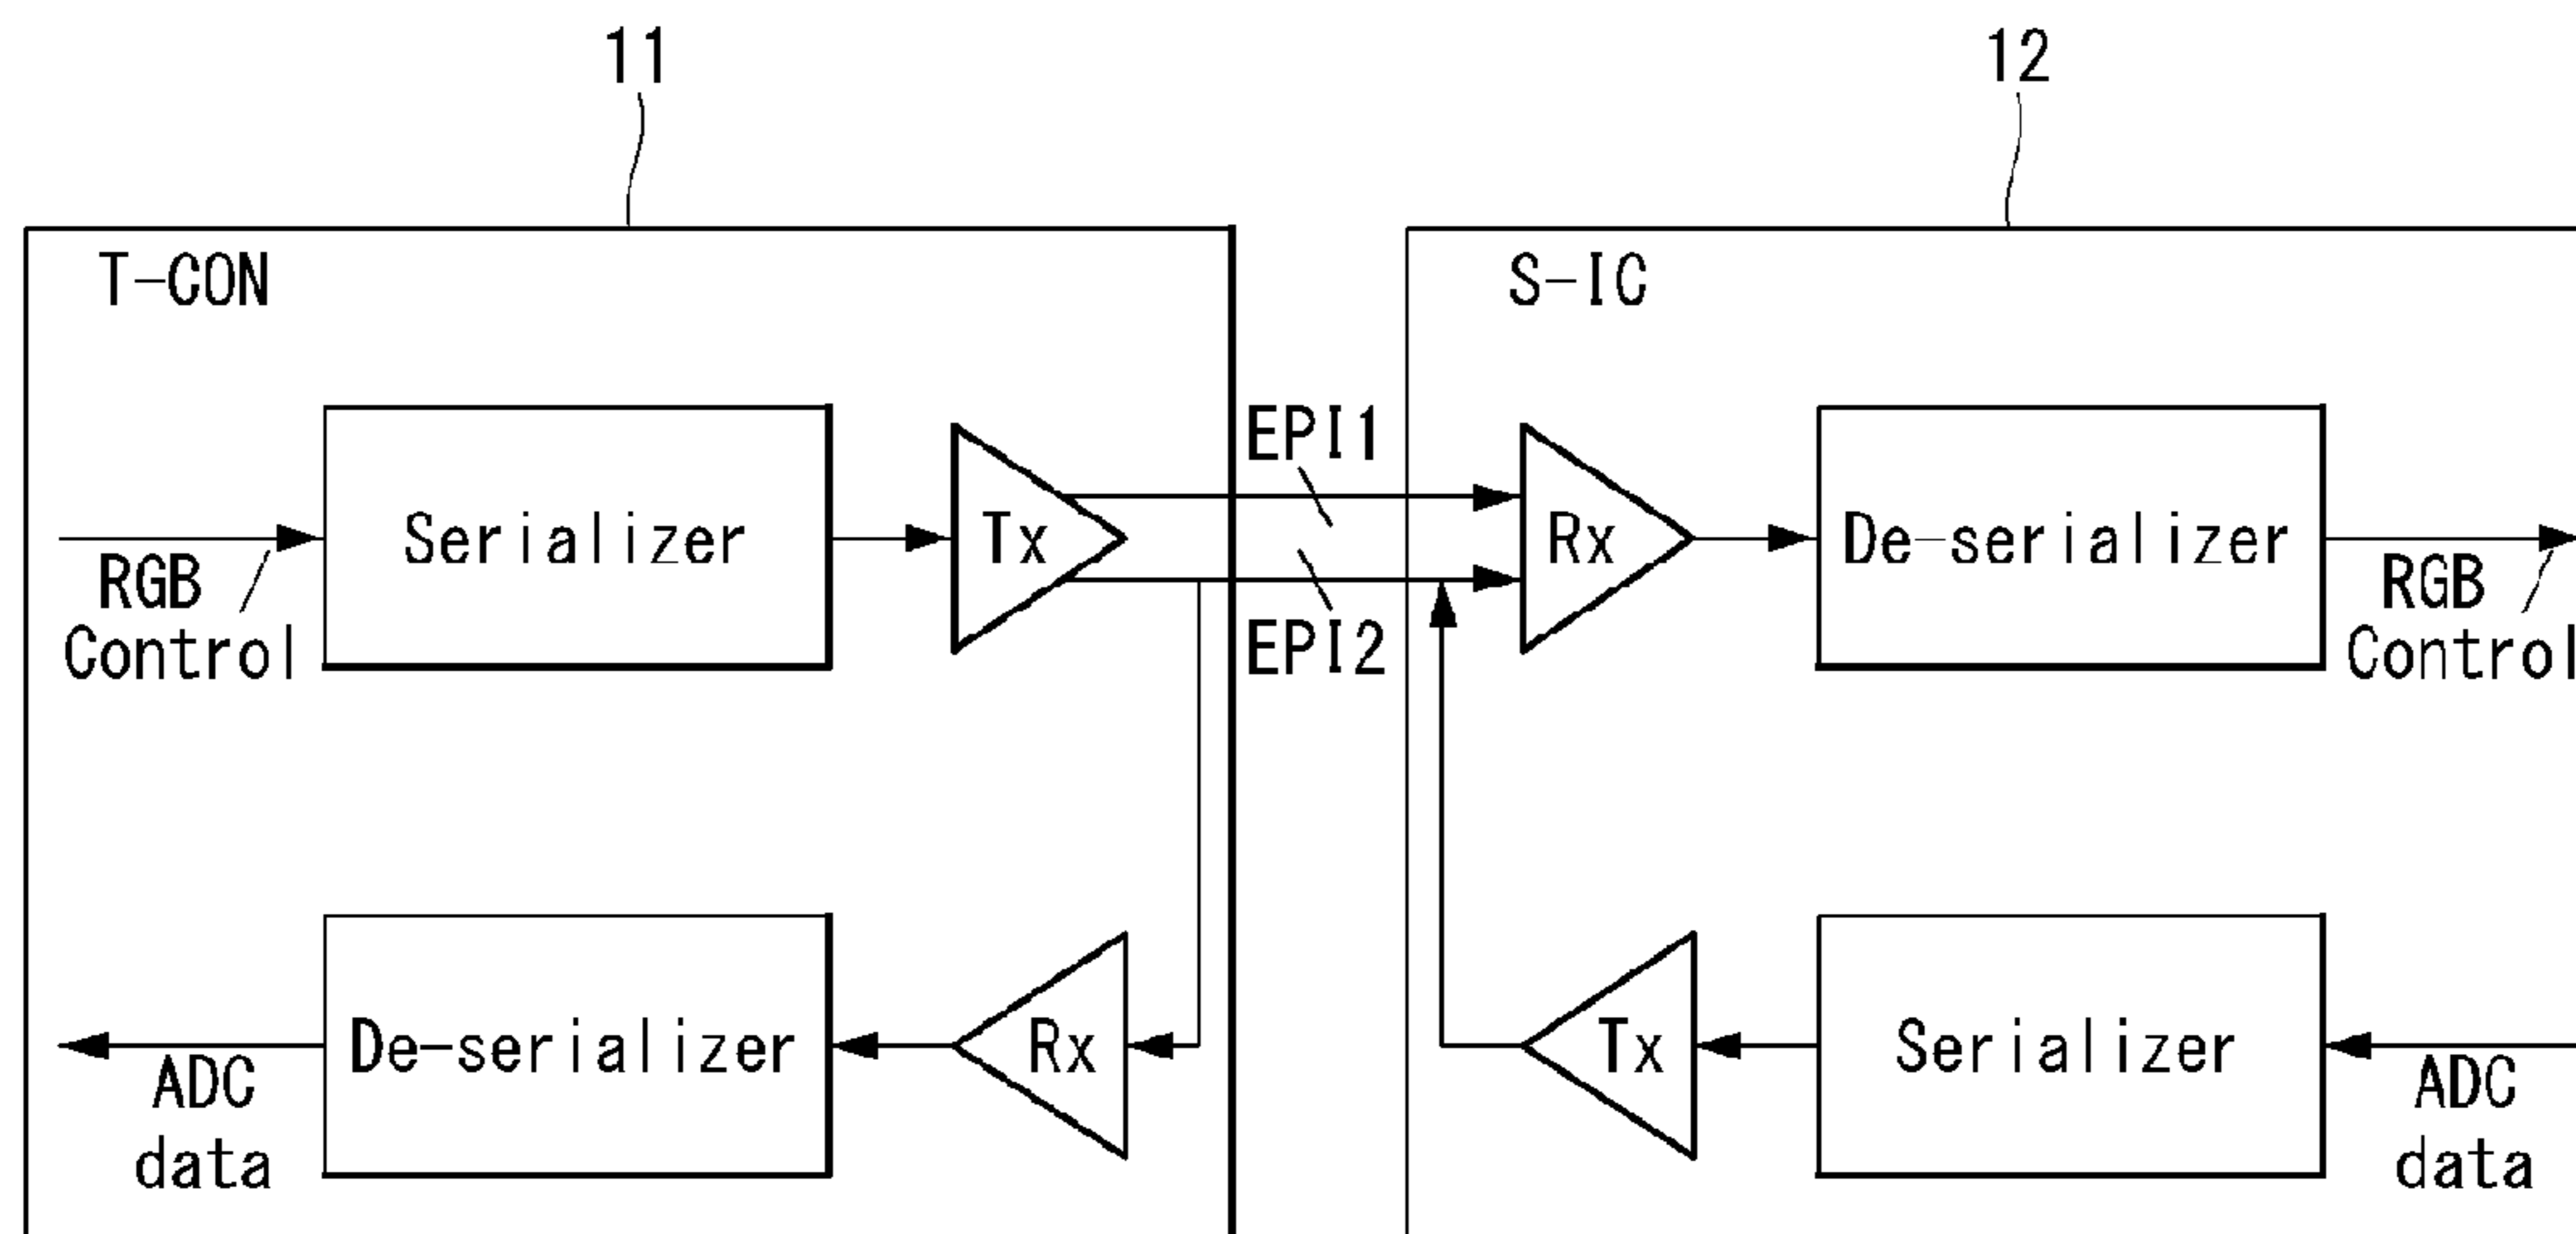 11
12
T-CON
S-IC
EPI1
Serializer
Tx
Rx
De-serializer
RGB
Control
EPI2
RGB
Control
De-serializer
Rx
Tx
Serializer
ADC
data
ADC
data